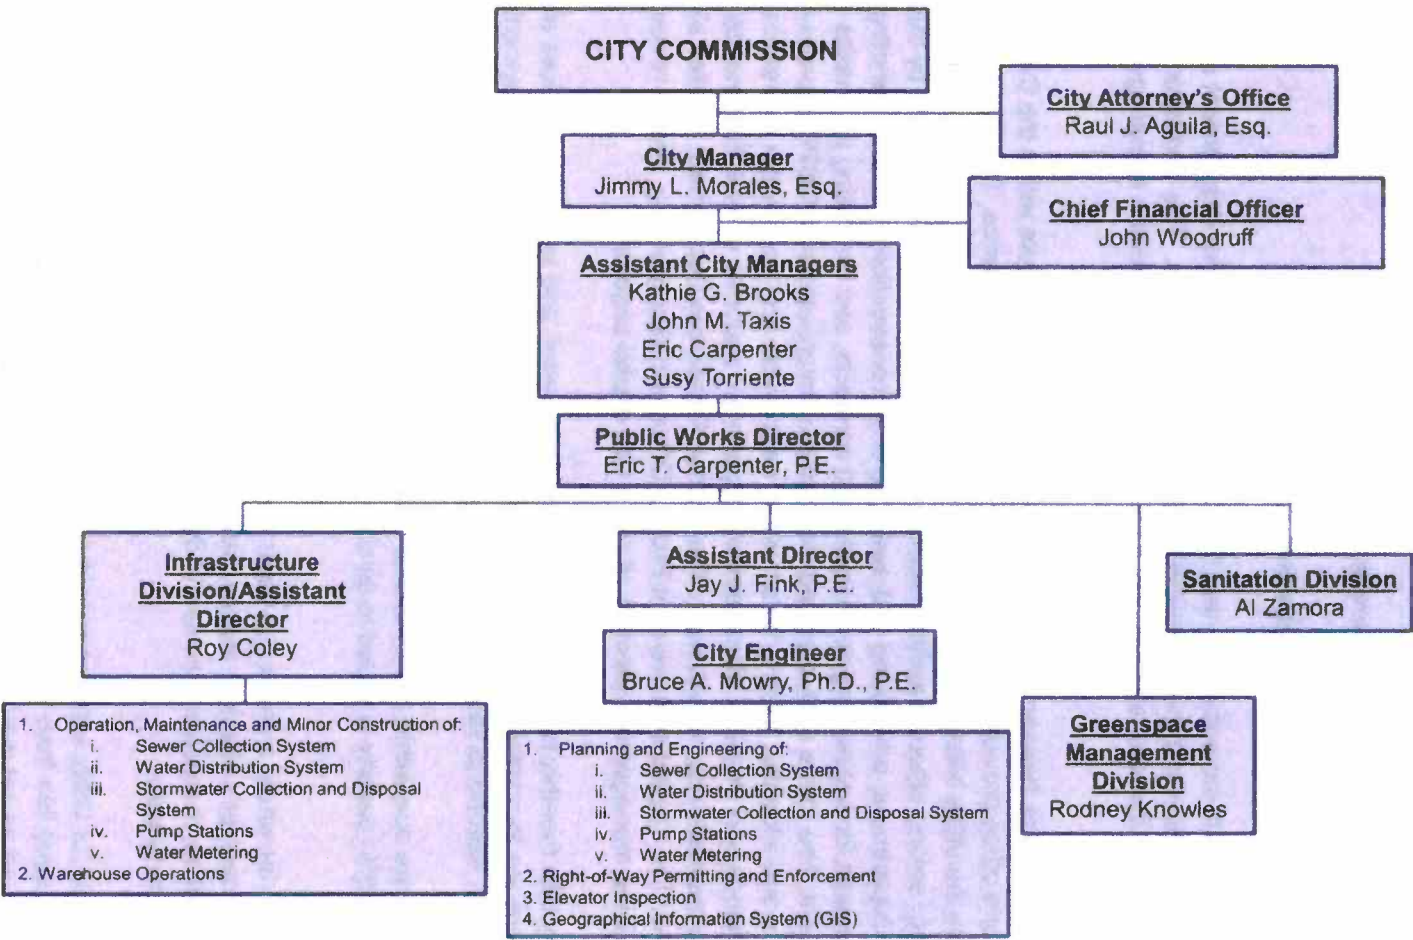 CITY COMMISSION
City Attorney's Office
Raul J. Aguila, Esq.
City Manager
Jimmy L. Morales, Esq.
Chief Financial Officer
John Woodruff
Assistant City Managers
Kathie G. Brooks
John M. Taxis
Eric Carpenter
Susy Torriente
Public Works Director
Eric T. Carpenter, P.E.
Infrastructure
Division/Assistant
Director
Roy Coley
Assistant Director
Jay J. Fink, P.E.
Sanitation Division
Al Zamora
City Engineer
Bruce A. Mowry, Ph.D., P.E.
Greenspace
Management
Division
Rodney Knowles
1. Operation, Maintenance and Minor Construction of:
i. Sewer Collection System
ii. Water Distribution System
iii. Stormwater Collection and Disposal
System
iv. Pump Stations
v. Water Metering
2. Warehouse Operations
1. Planning and Engineering of:
i. Sewer Collection System
ii. Water Distribution System
iii. Stormwater Collection and Disposal System
iv. Pump Stations
v. Water Metering
2. Right-of-Way Permitting and Enforcement
3. Elevator Inspection
4. Geographical Information System (GIS)